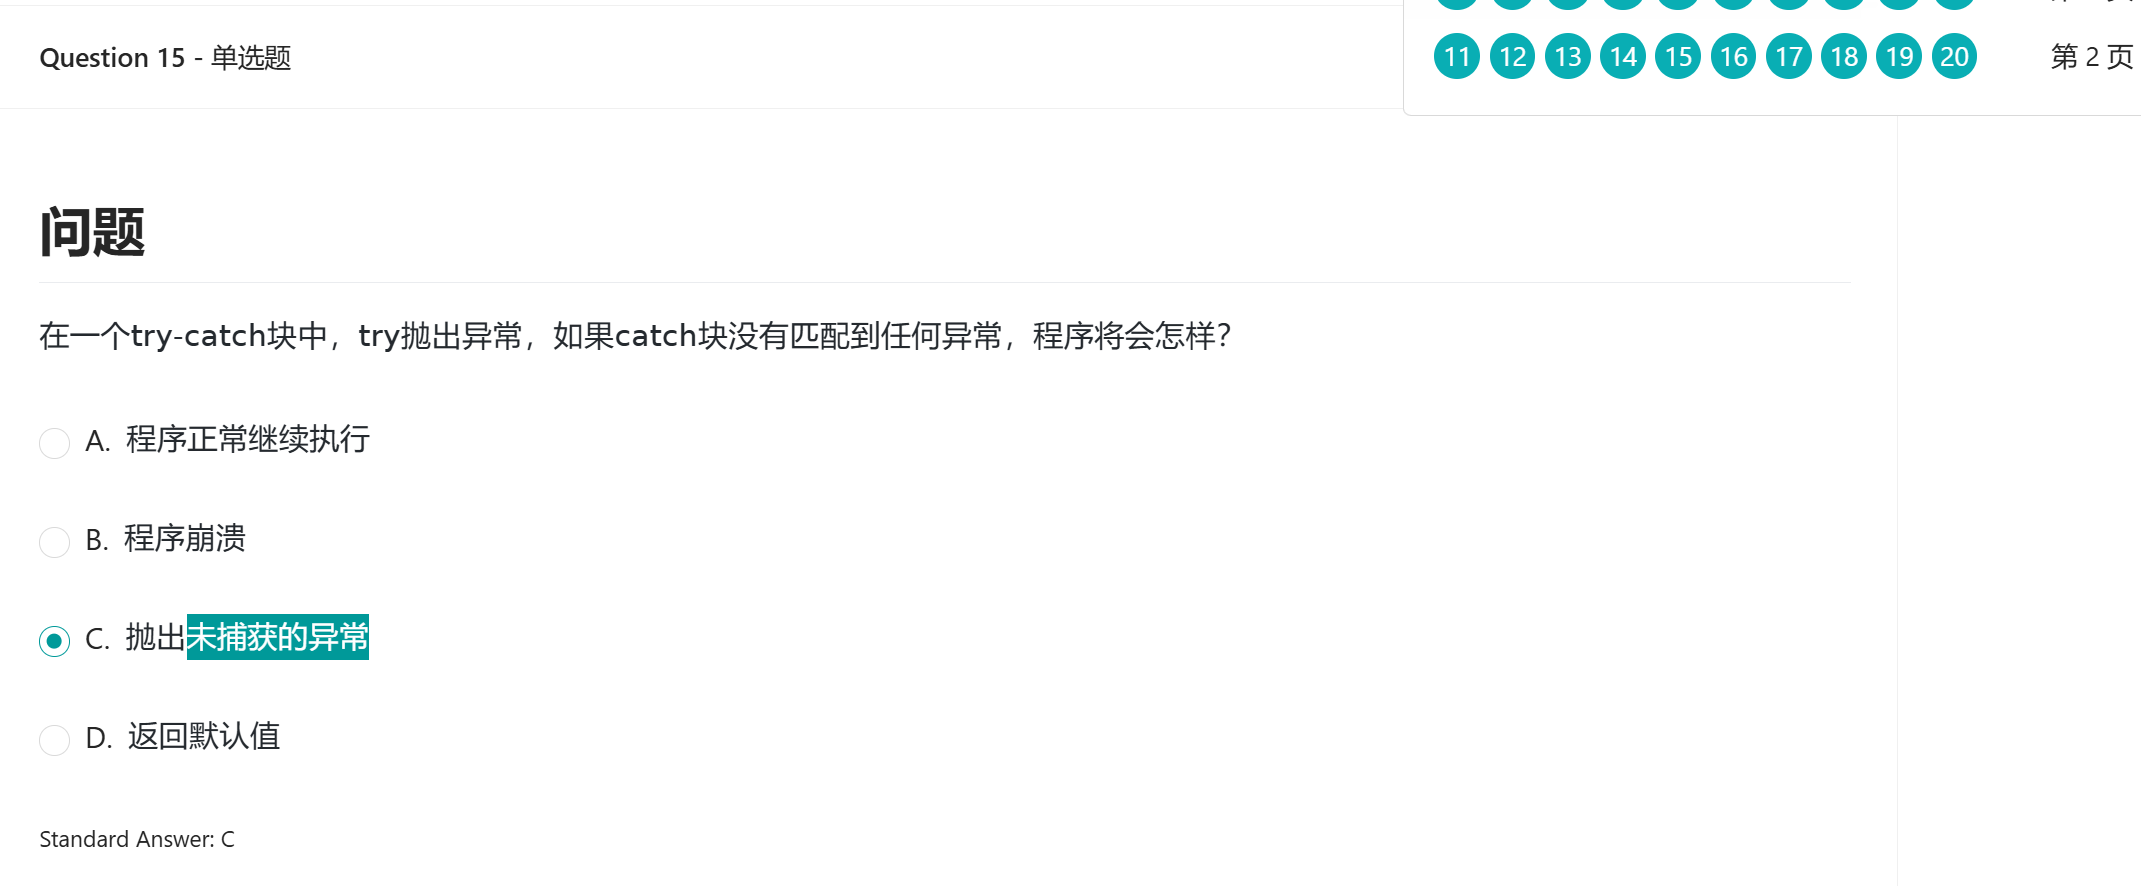 Question 15 - 单选题
11 12 13 14 15 16 17 18 19 20 第 2 页
问题
在一个try-catch块中，try抛出异常，如果catch块没有匹配到任何异常，程序将会怎样？
A. 程序正常继续执行
B. 程序崩溃
C. 抛出未捕获的异常
D. 返回默认值
Standard Answer: C